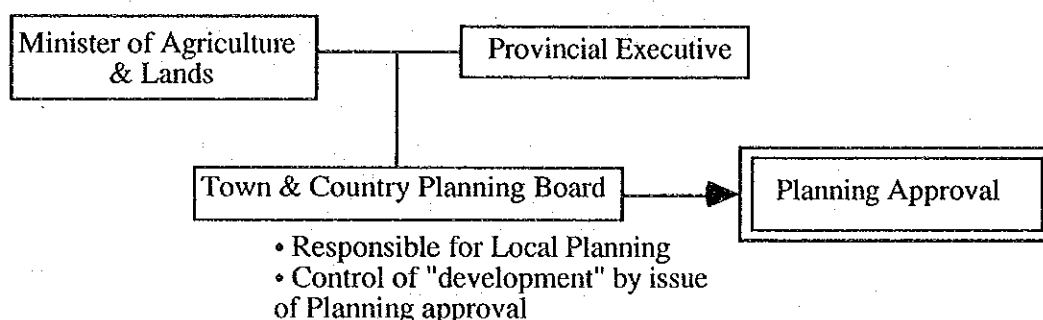 Minister of Agriculture
& Lands
Provincial Executive
Town & Country Planning Board
Planning Approval
• Responsible for Local Planning
• Control of "development" by issue
of Planning approval